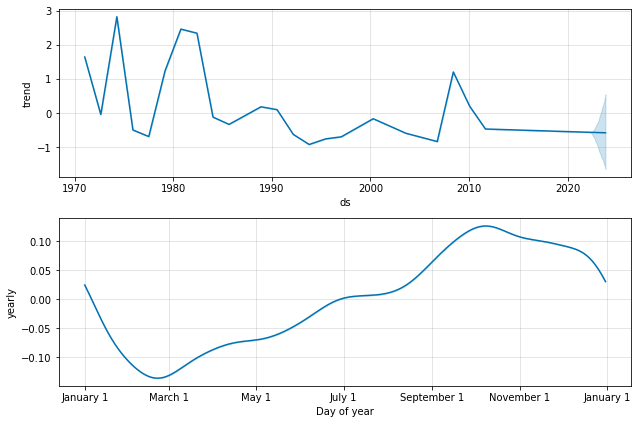 3
2
1
0
−1
trend
1970
1980
1990
2000
2010
2020
ds
0.10
0.05
0.00
−0.05
−0.10
yearly
January 1
March 1
May 1
July 1
September 1
November 1
January 1
Day of year